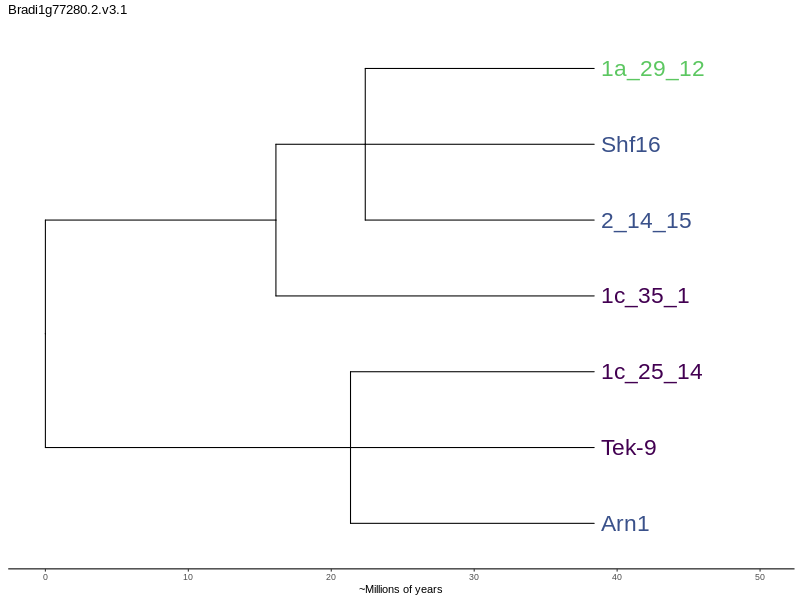 Bradi1g77280.2.v3.1
1a_29_12
Shf16
2_14_15
1c_35_1
1c_25_14
Tek-9
Arn1
0 10 20 30 40 50
~Millions of years